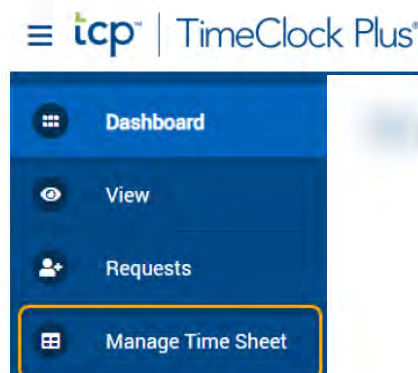 tcp™ | TimeClock Plus®
Dashboard
View
Requests
Manage Time Sheet